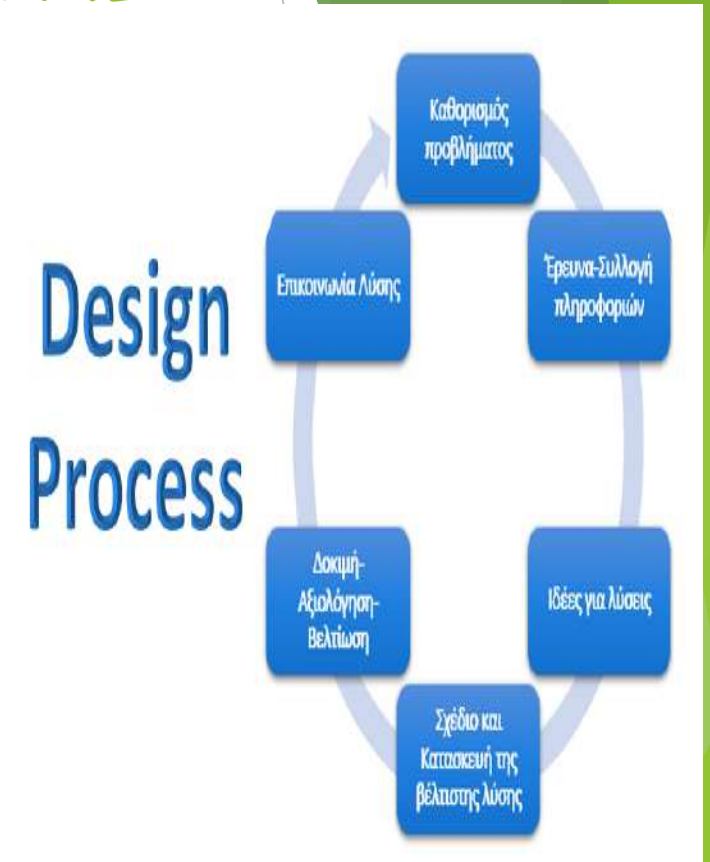 Design
Process
Καθορισμός
προβλήματος
Έρευνα-Συλλογή
πληροφοριών
Ιδέες για λύσεις
Σχέδιο και
Κατασκευή της
βέλτιστης λύσης
Δοκιμή-
Αξιολόγηση-
Βελτίωση
Επικοινωνία Λύσης